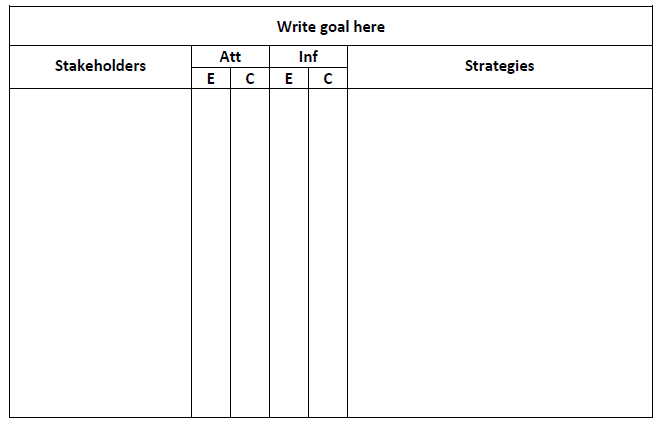 Write goal here
Stakeholders Att Inf Strategies
E C E C